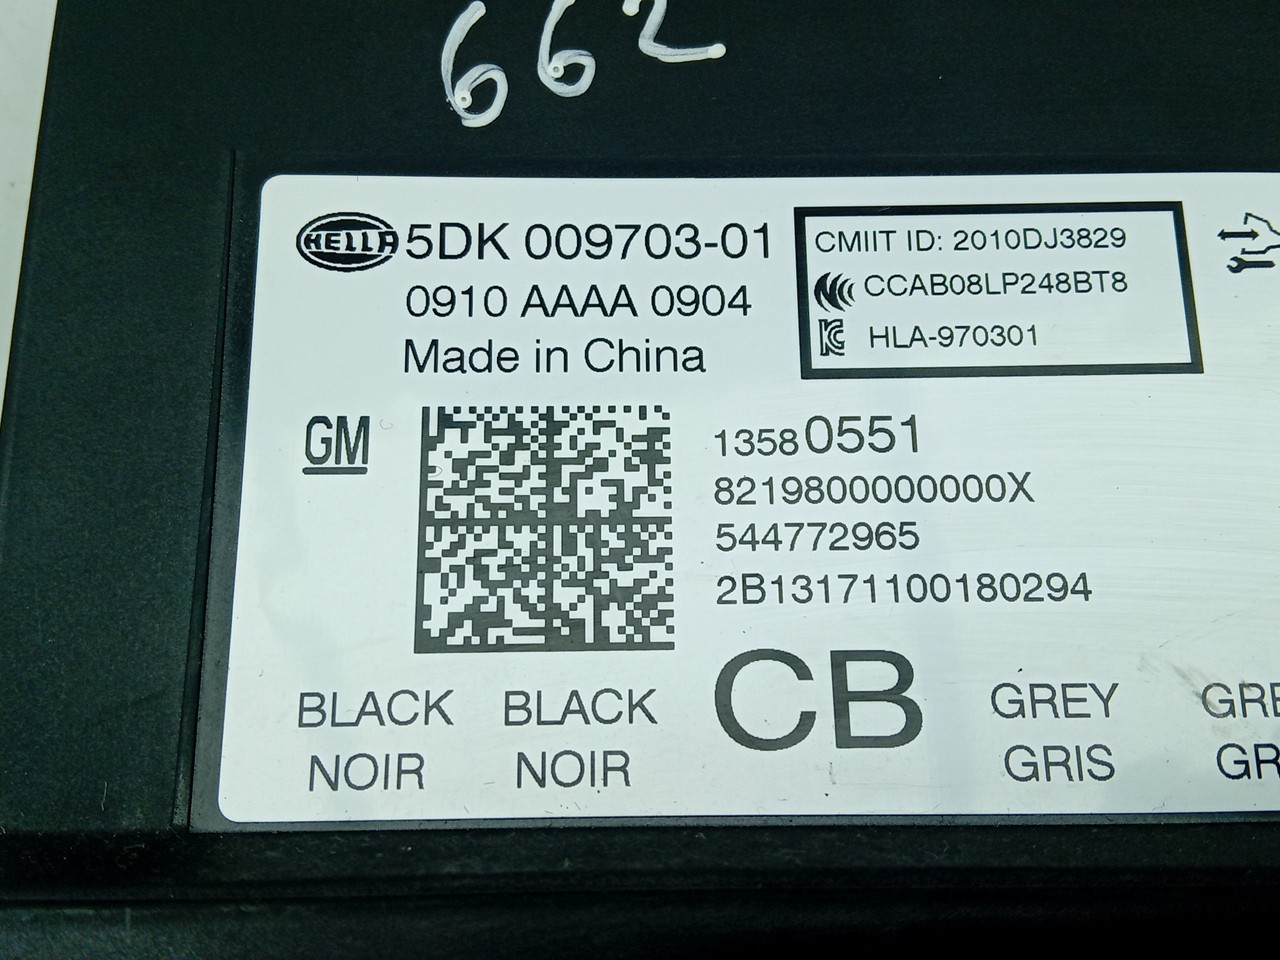 662
HELLA 5DK 009703-01
0910 AAAA 0904
Made in China
CMIIT ID: 2010DJ3829
CCAB08LP248BT8
HLA-970301
GM
13580551
8219800000000X
544772965
2B13171100180294
BLACK BLACK CB GREY
NOIR NOIR GRIS